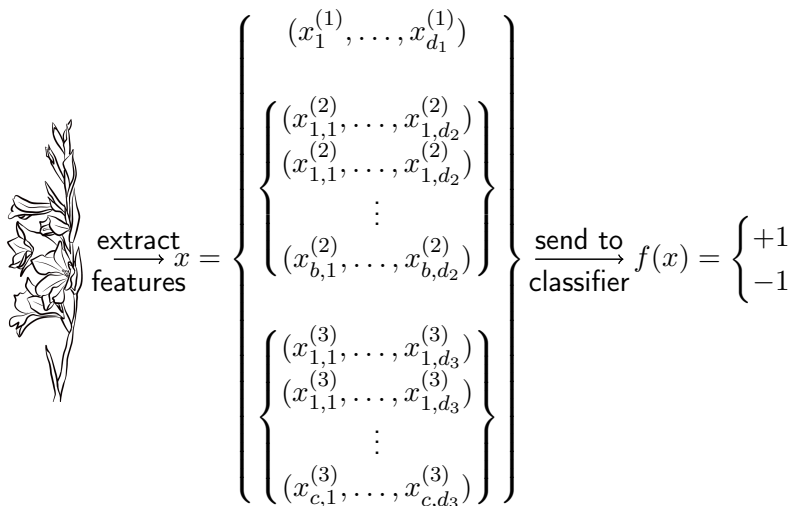 (x_1^{(1)}, . . . , x_{d_1}^{(1)})
(x_{1,1}^{(2)}, . . . , x_{1,d_2}^{(2)})
(x_{1,1}^{(2)}, . . . , x_{1,d_2}^{(2)})
⋮
(x_{b,1}^{(2)}, . . . , x_{b,d_2}^{(2)})
extract
features
x =
send to
classifier
f(x) = { +1
−1
(x_{1,1}^{(3)}, . . . , x_{1,d_3}^{(3)})
(x_{1,1}^{(3)}, . . . , x_{1,d_3}^{(3)})
⋮
(x_{c,1}^{(3)}, . . . , x_{c,d_3}^{(3)})